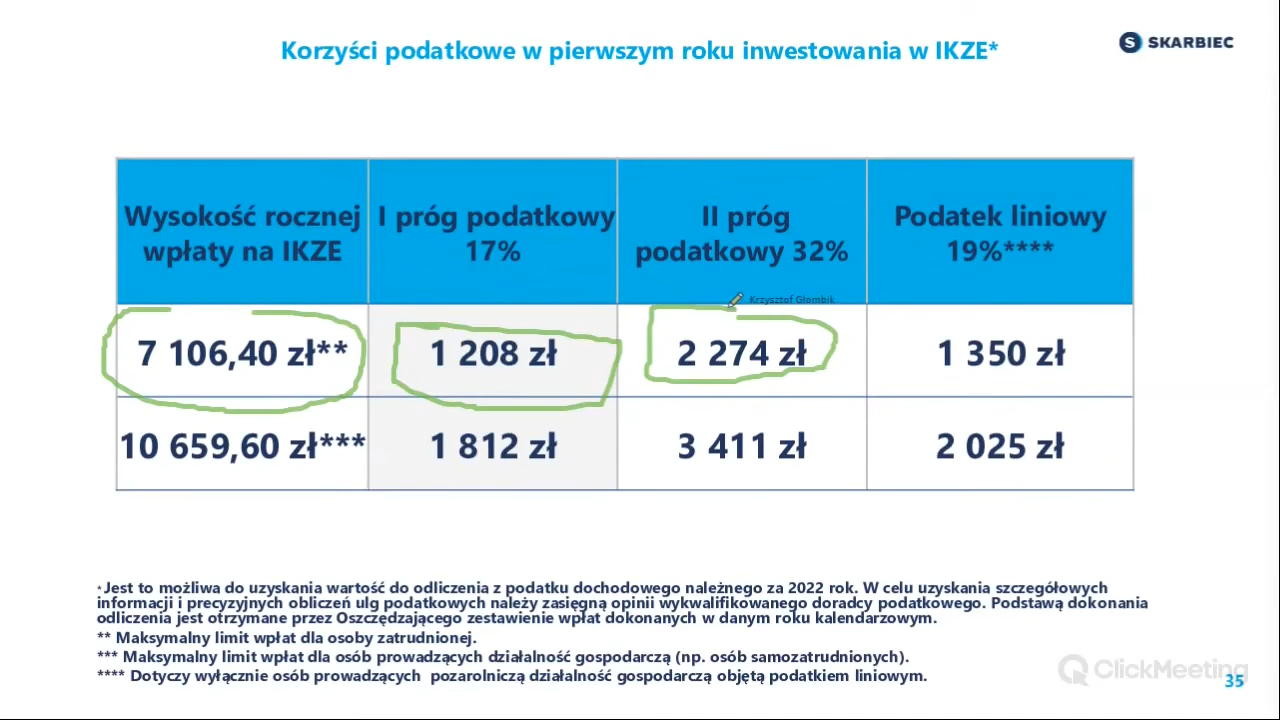 Korzyści podatkowe w pierwszym roku inwestowania w IKZE*
S SKARBIEC
Wysokość rocznej
wpłaty na IKZE
I próg podatkowy
17%
II próg
podatkowy 32%
Podatek liniowy
19%****
Krzysztof Głombik
7 106,40 zł**
1 208 zł
2 274 zł
1 350 zł
10 659,60 zł***
1 812 zł
3 411 zł
2 025 zł
*Jest to możliwa do uzyskania wartość do odliczenia z podatku dochodowego należnego za 2022 rok. W celu uzyskania szczegółowych
informacji i precyzyjnych obliczeń ulg podatkowych należy zasięgną opinii wykwalifikowanego doradcy podatkowego. Podstawą dokonania
odliczenia jest otrzymane przez Oszczędzającego zestawienie wpłat dokonanych w danym roku kalendarzowym.
** Maksymalny limit wpłat dla osoby zatrudnionej.
*** Maksymalny limit wpłat dla osób prowadzących działalność gospodarczą (np. osób samozatrudnionych).
**** Dotyczy wyłącznie osób prowadzących pozarolniczą działalność gospodarczą objętą podatkiem liniowym.
ClickMeeting
35